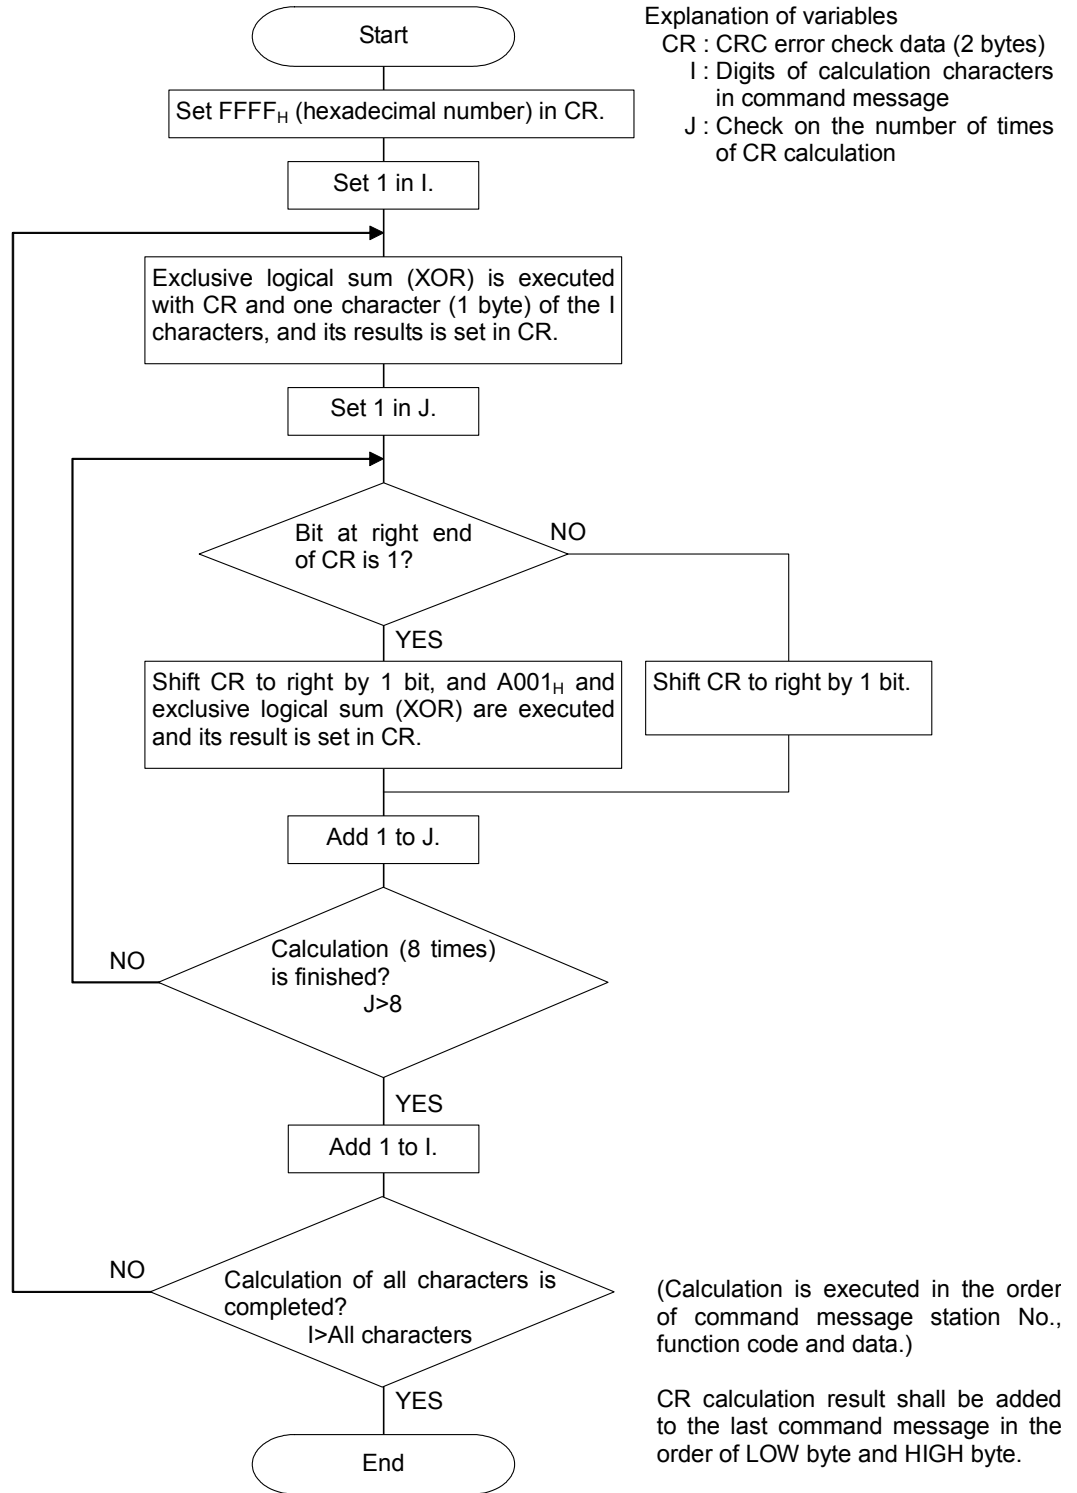 Start
Explanation of variables
CR : CRC error check data (2 bytes)
I : Digits of calculation characters
in command message
J : Check on the number of times
of CR calculation
Set FFFFH (hexadecimal number) in CR.
Set 1 in I.
Exclusive logical sum (XOR) is executed
with CR and one character (1 byte) of the I
characters, and its results is set in CR.
Set 1 in J.
Bit at right end
of CR is 1?
NO
YES
Shift CR to right by 1 bit, and A001H and
exclusive logical sum (XOR) are executed
and its result is set in CR.
Shift CR to right by 1 bit.
Add 1 to J.
Calculation (8 times)
is finished?
J>8
NO
YES
Add 1 to I.
NO
Calculation of all characters is
completed?
I>All characters
YES
End
(Calculation is executed in the order
of command message station No.,
function code and data.)
CR calculation result shall be added
to the last command message in the
order of LOW byte and HIGH byte.